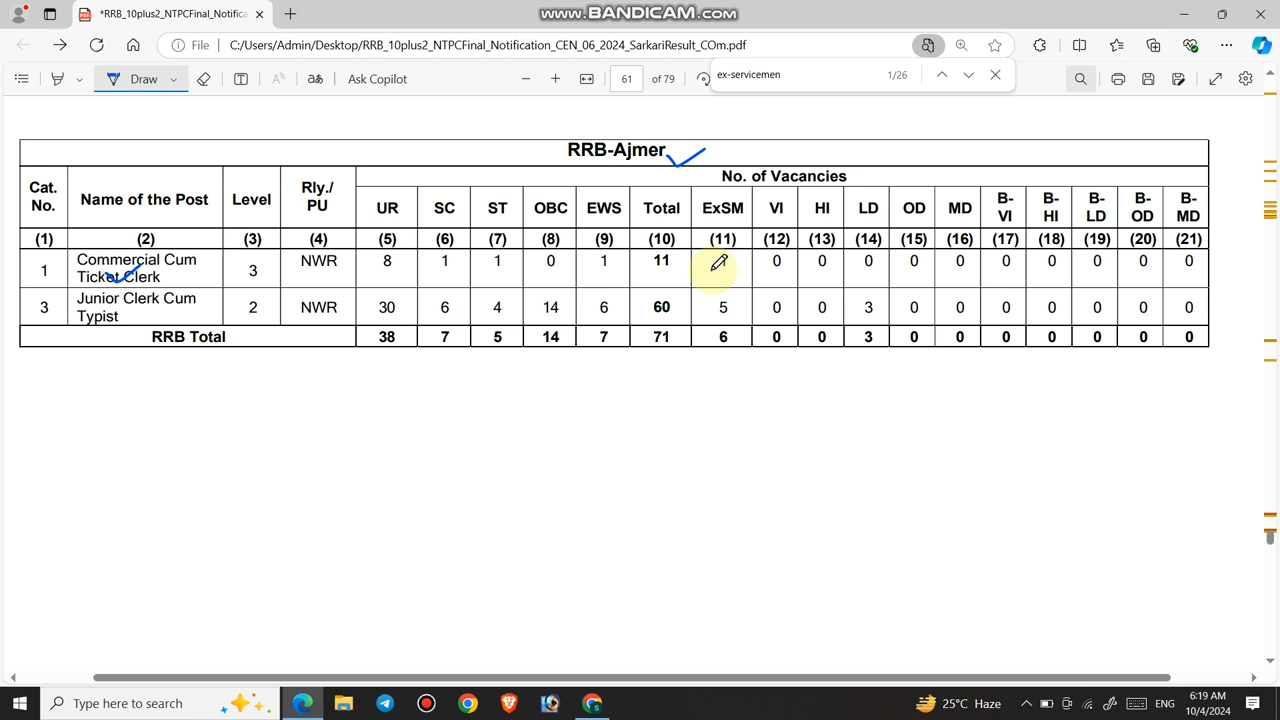 *RRB_10plus2_NTPCFinal_Notifica
WWW.BANDICAM.COM
File
C:/Users/Admin/Desktop/RRB_10plus2_NTPCFinal_Notification_CEN_06_2024_SarkariResult_COm.pdf
ex-servicemen
1/26
Draw
Ask Copilot
61 of 79
RRB-Ajmer
Cat. No. Name of the Post Level Rly./ PU No. of Vacancies
UR SC ST OBC EWS Total ExSM VI HI LD OD MD B-VI B-HI B-LD B-OD B-MD
(1) (2) (3) (4) (5) (6) (7) (8) (9) (10) (11) (12) (13) (14) (15) (16) (17) (18) (19) (20) (21)
1 Commercial Cum Ticket Clerk 3 NWR 8 1 1 0 1 11 0 0 0 0 0 0 0 0 0 0
3 Junior Clerk Cum Typist 2 NWR 30 6 4 14 6 60 5 0 0 3 0 0 0 0 0 0 0
RRB Total 38 7 5 14 7 71 6 0 0 3 0 0 0 0 0 0 0
Type here to search
25°C Haze
ENG
6:19 AM
10/4/2024